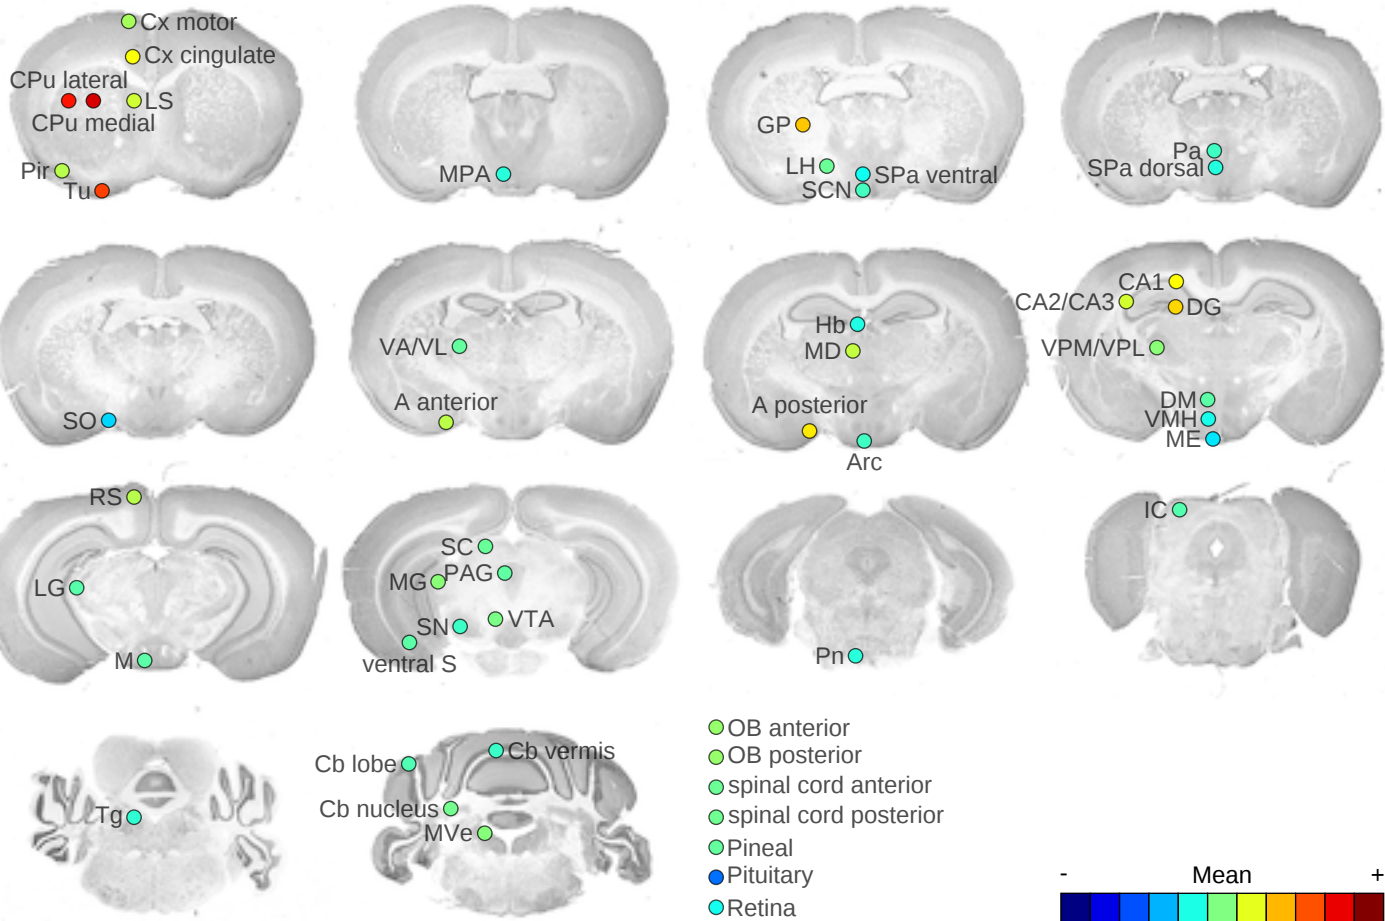 Cx motor
Cx cingulate
CPu lateral
LS
CPu medial
Pir
Tu
MPA
GP
LH
SPa ventral
SCN
Pa
SPa dorsal
SO
VA/VL
A anterior
Hb
MD
A posterior
Arc
CA1
CA2/CA3
DG
VPM/VPL
DM
VMH
ME
RS
LG
M
SC
PAG
MG
VTA
SN
ventral S
Pn
IC
Tg
Cb vermis
Cb lobe
Cb nucleus
MVe
OB anterior
OB posterior
spinal cord anterior
spinal cord posterior
Pineal
Pituitary
Retina
- Mean +